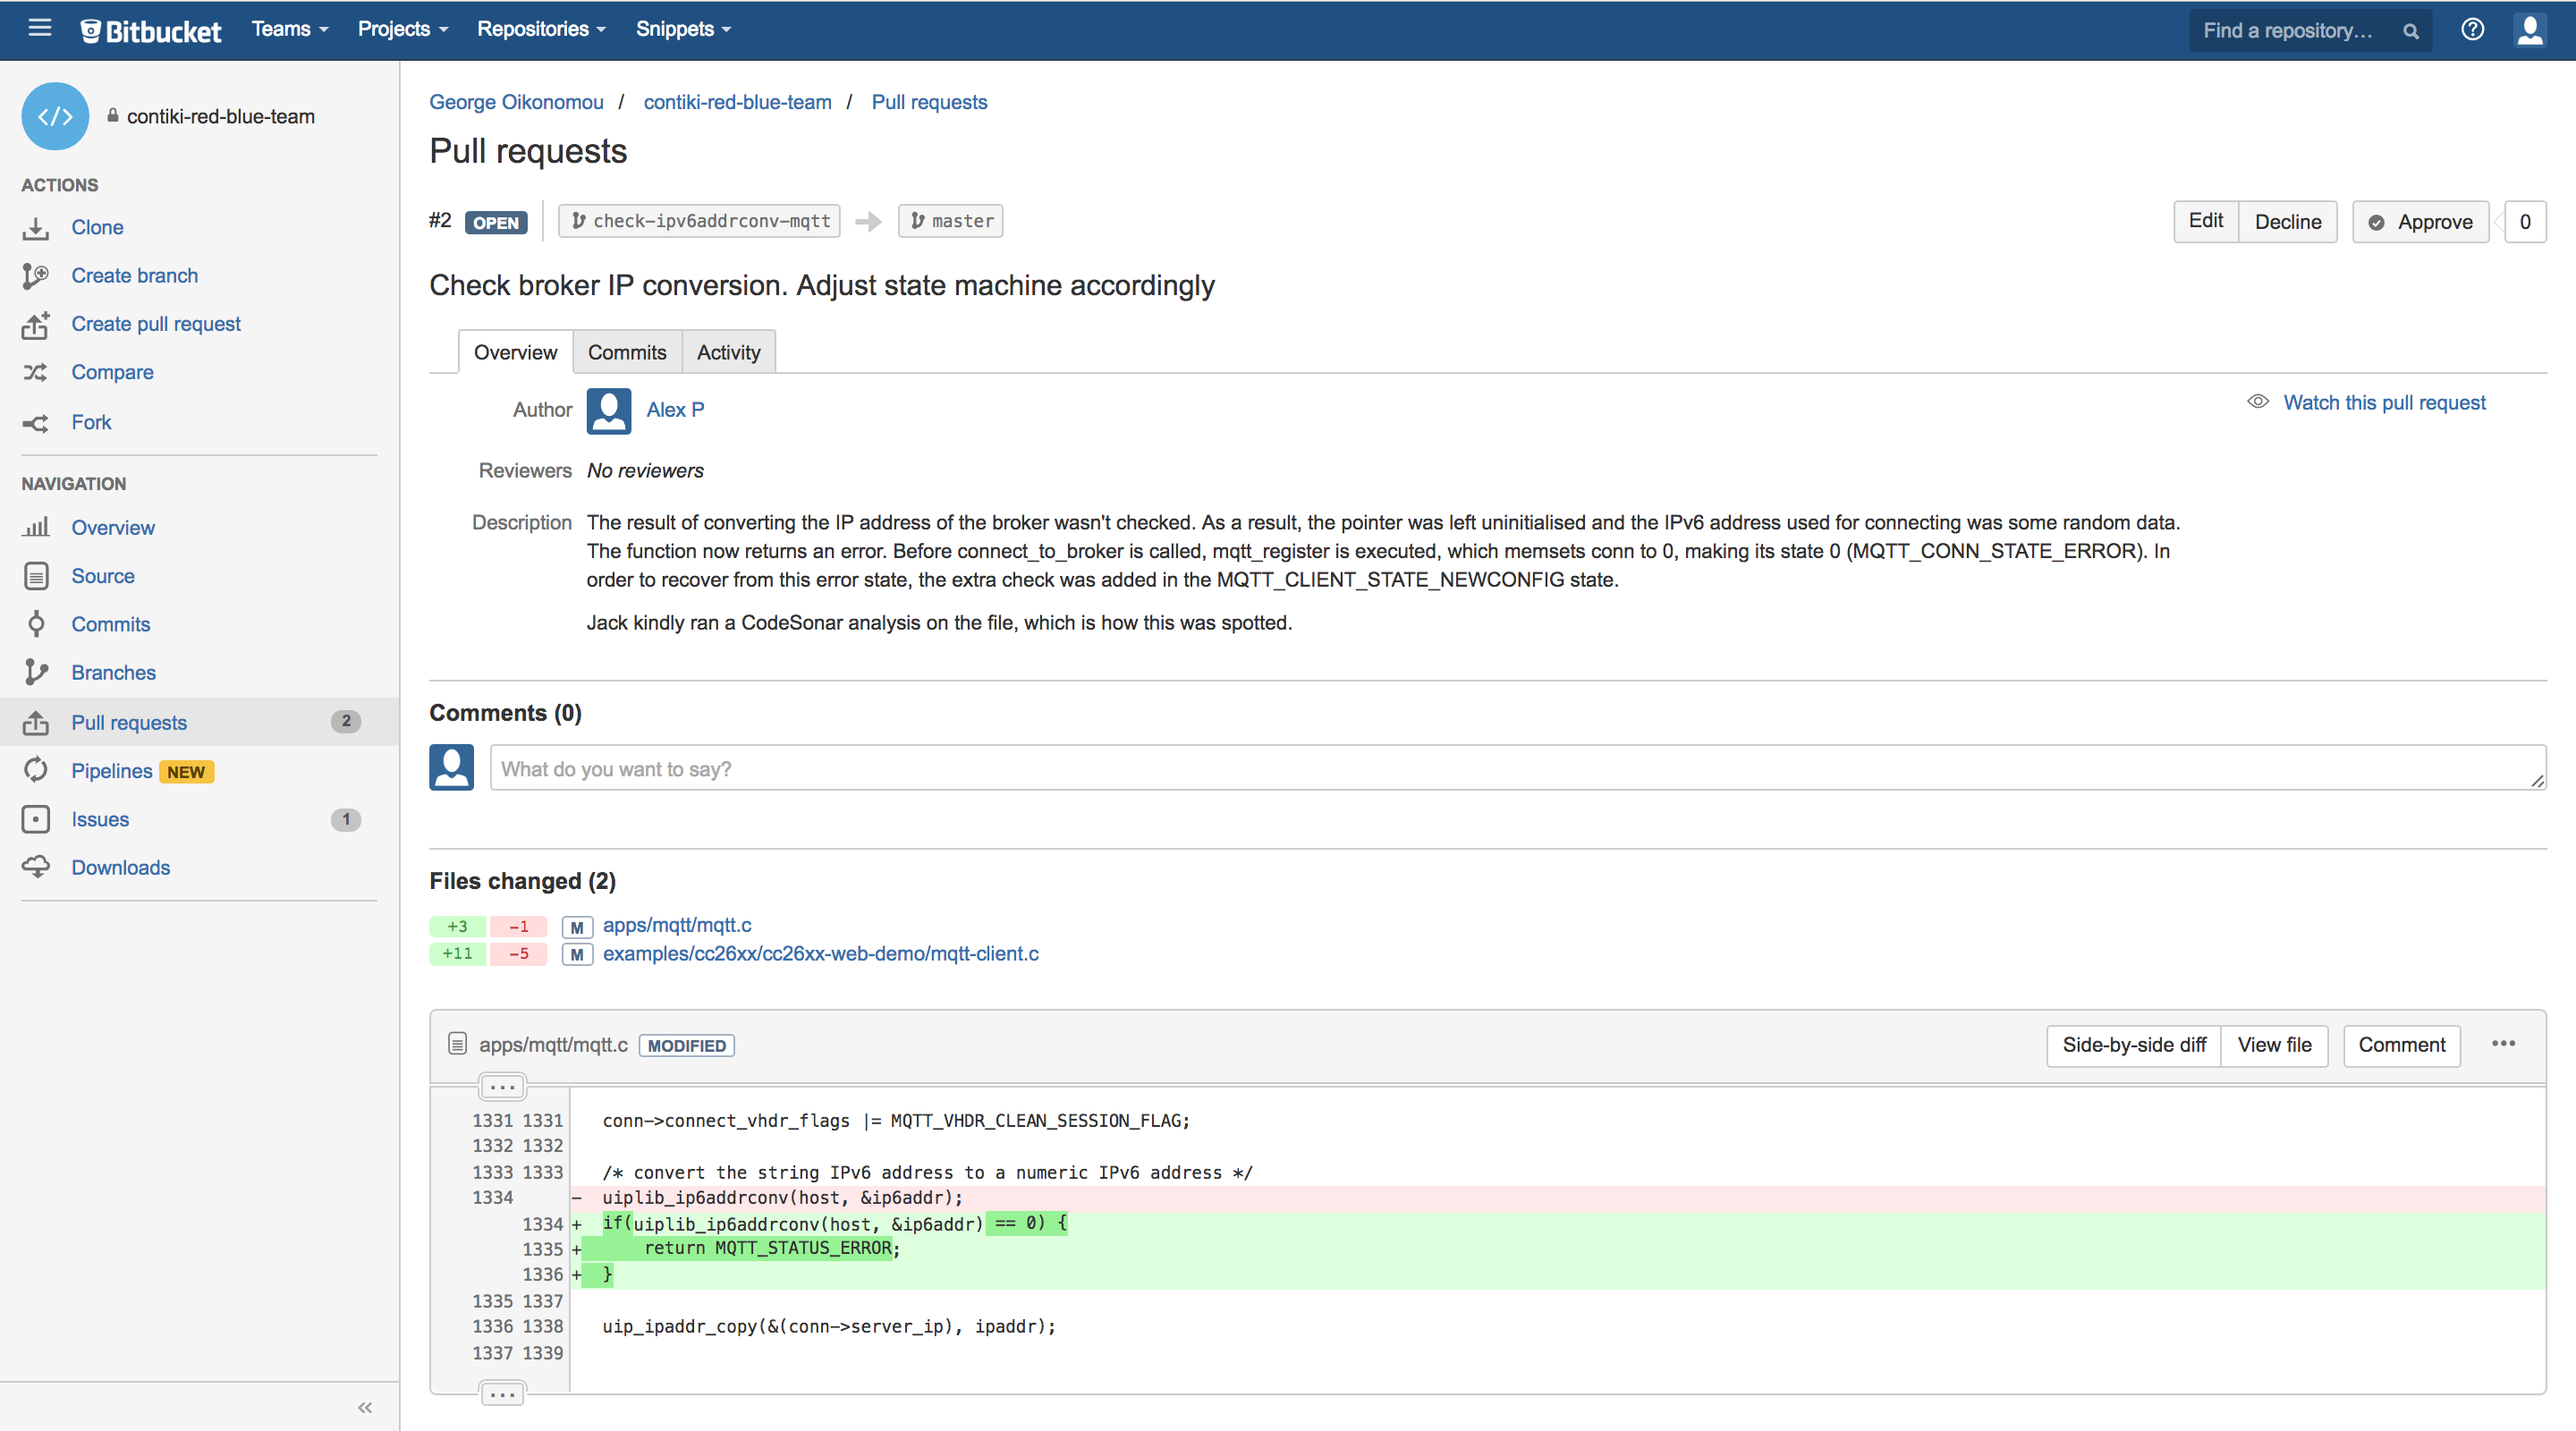 Bitbucket Teams Projects Repositories Snippets Find a repository...
contiki-red-blue-team
ACTIONS
Clone
Create branch
Create pull request
Compare
Fork
NAVIGATION
Overview
Source
Commits
Branches
Pull requests 2
Pipelines NEW
Issues 1
Downloads
«
George Oikonomou / contiki-red-blue-team / Pull requests
Pull requests
#2 OPEN check-ipv6addrconv-mqtt master Edit Decline Approve 0
Check broker IP conversion. Adjust state machine accordingly
Overview Commits Activity
Author Alex P Watch this pull request
Reviewers No reviewers
Description The result of converting the IP address of the broker wasn't checked. As a result, the pointer was left uninitialised and the IPv6 address used for connecting was some random data.
The function now returns an error. Before connect_to_broker is called, mqtt_register is executed, which memsets conn to 0, making its state 0 (MQTT_CONN_STATE_ERROR). In
order to recover from this error state, the extra check was added in the MQTT_CLIENT_STATE_NEWCONFIG state.
Jack kindly ran a CodeSonar analysis on the file, which is how this was spotted.
Comments (0)
What do you want to say?
Files changed (2)
+3 -1 M apps/mqtt/mqtt.c
+11 -5 M examples/cc26xx/cc26xx-web-demo/mqtt-client.c
apps/mqtt/mqtt.c MODIFIED Side-by-side diff View file Comment •••
···
1331 1331 conn->connect_vhdr_flags |= MQTT_VHDR_CLEAN_SESSION_FLAG;
1332 1332
1333 1333 /* convert the string IPv6 address to a numeric IPv6 address */
1334 - uiplib_ip6addrconv(host, &ip6addr);
1334 + if(uiplib_ip6addrconv(host, &ip6addr) == 0) {
1335 + return MQTT_STATUS_ERROR;
1336 + }
1335 1337
1336 1338 uip_ipaddr_copy(&(conn->server_ip), ipaddr);
1337 1339
···